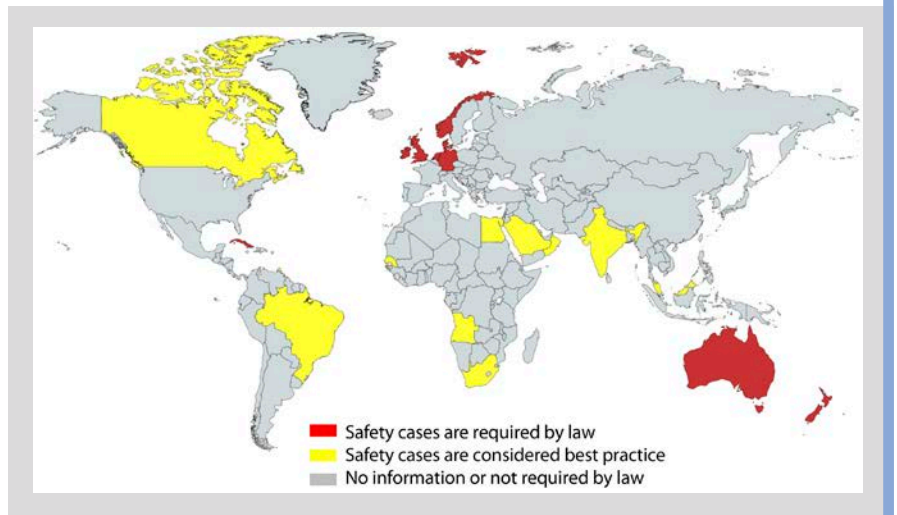 Safety cases are required by law
Safety cases are considered best practice
No information or not required by law